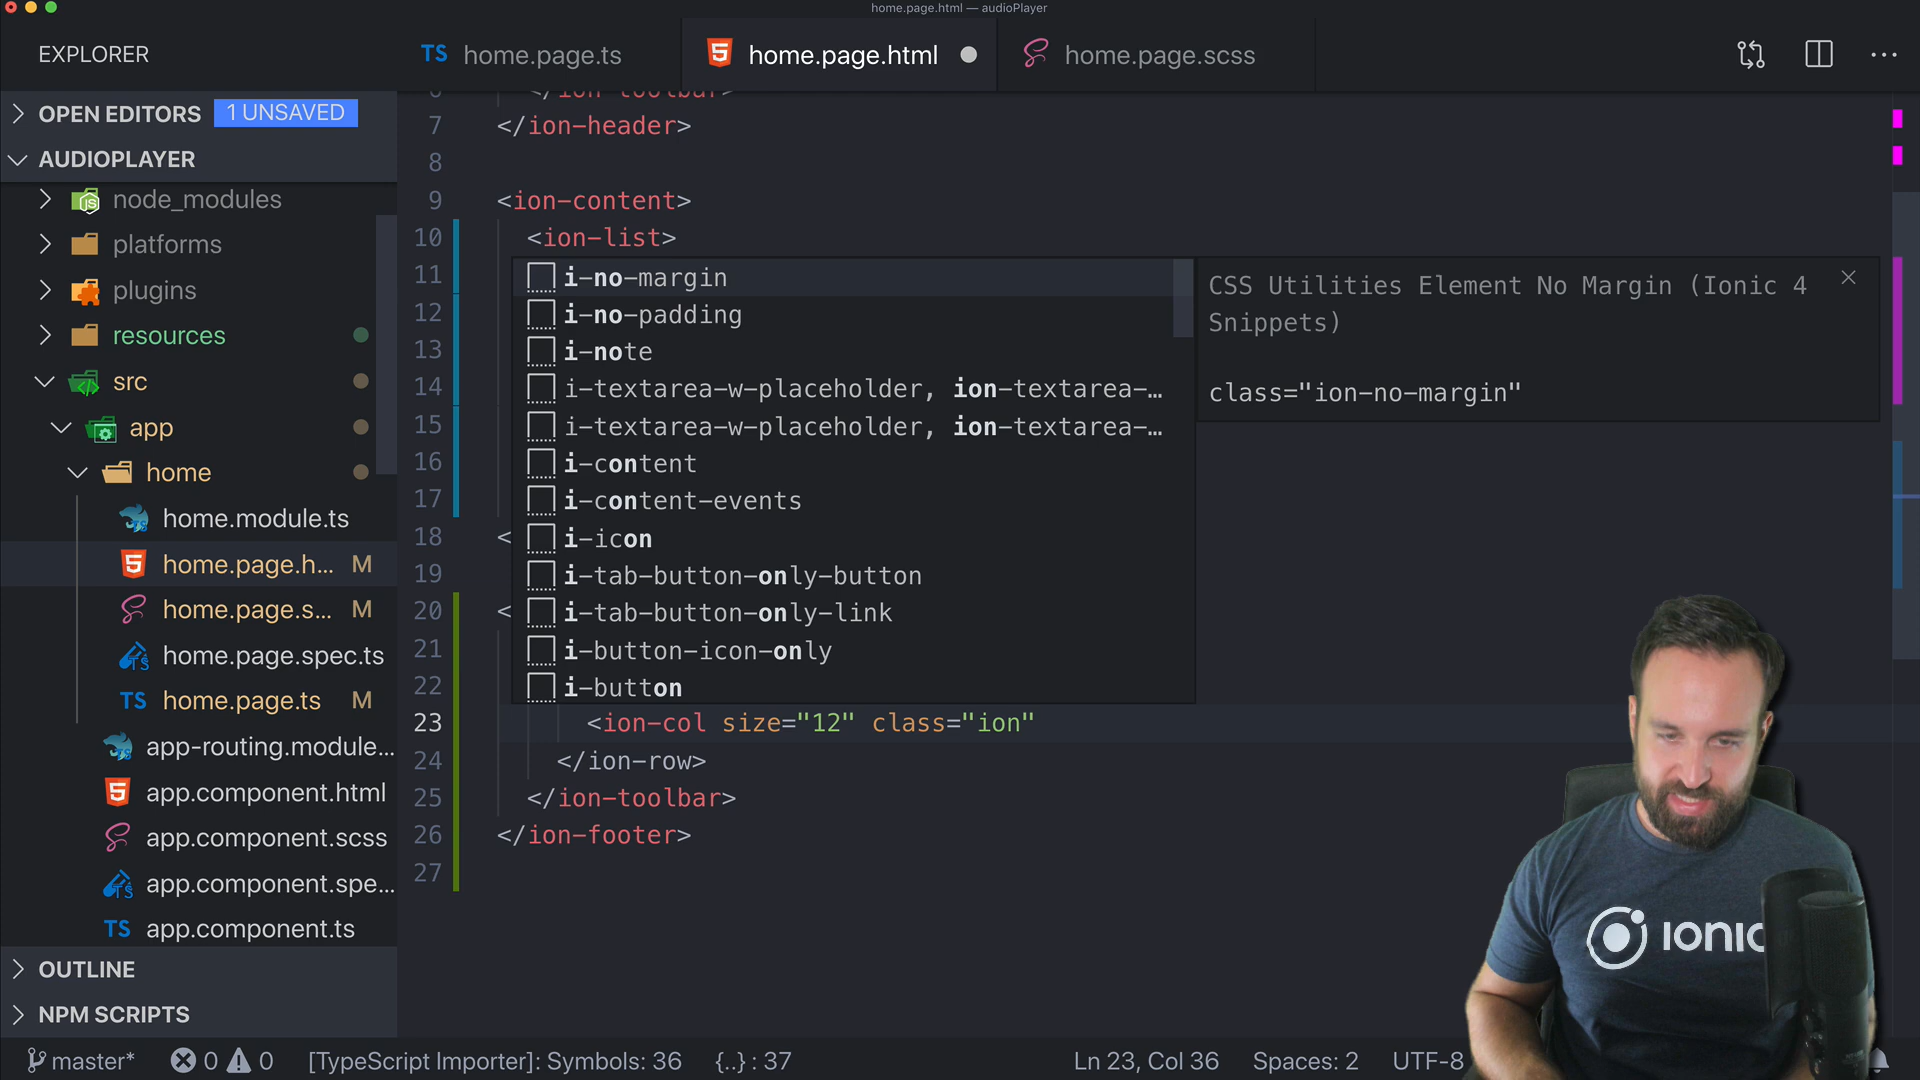 home.page.html — audioPlayer
EXPLORER
TS home.page.ts
home.page.html
home.page.scss
OPEN EDITORS 1 UNSAVED
AUDIOPLAYER
node_modules
platforms
plugins
resources
src
app
home
home.module.ts
home.page.h... M
home.page.s... M
home.page.spec.ts
TS home.page.ts M
app-routing.module...
app.component.html
app.component.scss
app.component.spe...
TS app.component.ts
OUTLINE
NPM SCRIPTS
6 </ion-toolbar>
7 </ion-header>
8
9 <ion-content>
10 <ion-list>
11
12
13
14
15
16
17
18 <
19
20 <
21
22
23 <ion-col size="12" class="ion"
24 </ion-row>
25 </ion-toolbar>
26 </ion-footer>
27
i-no-margin
i-no-padding
i-note
i-textarea-w-placeholder, ion-textarea-…
i-textarea-w-placeholder, ion-textarea-…
i-content
i-content-events
i-icon
i-tab-button-only-button
i-tab-button-only-link
i-button-icon-only
i-button
CSS Utilities Element No Margin (Ionic 4
Snippets)
class="ion-no-margin"
IONIC
master* 0 0 [TypeScript Importer]: Symbols: 36 {..} : 37 Ln 23, Col 36 Spaces: 2 UTF-8